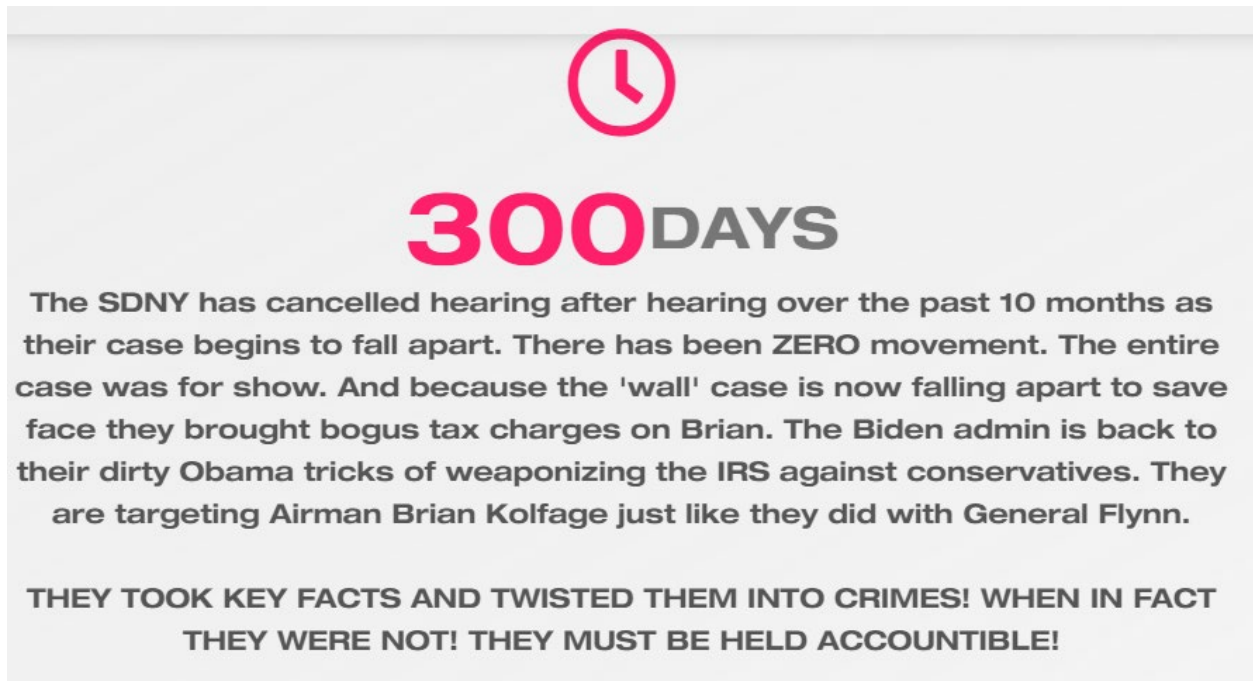 300 DAYS
The SDNY has cancelled hearing after hearing over the past 10 months as
their case begins to fall apart. There has been ZERO movement. The entire
case was for show. And because the 'wall' case is now falling apart to save
face they brought bogus tax charges on Brian. The Biden admin is back to
their dirty Obama tricks of weaponizing the IRS against conservatives. They
are targeting Airman Brian Kolfage just like they did with General Flynn.
THEY TOOK KEY FACTS AND TWISTED THEM INTO CRIMES! WHEN IN FACT
THEY WERE NOT! THEY MUST BE HELD ACCOUNTIBLE!